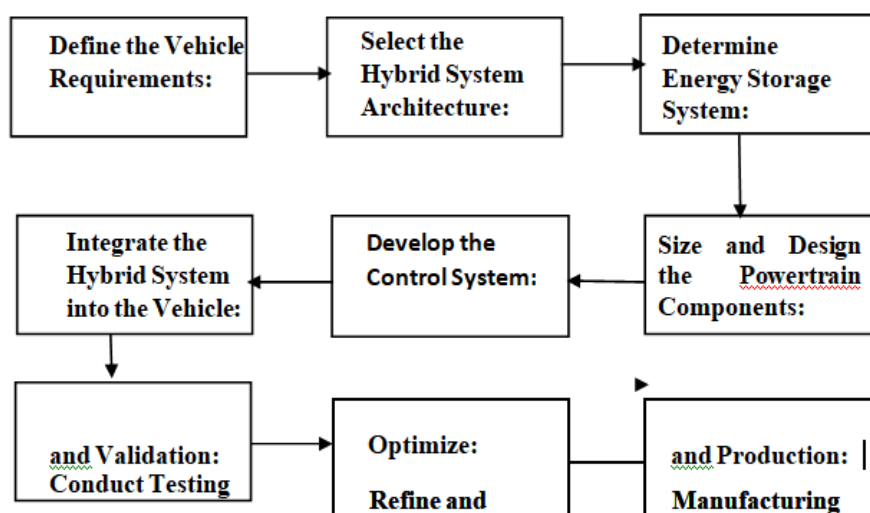 Define the Vehicle
Requirements:
Select the
Hybrid System
Architecture:
Determine
Energy Storage
System:
Integrate the
Hybrid System
into the Vehicle:
Develop the
Control System:
Size and Design
the Powertrain
Components:
and Validation:
Conduct Testing
Optimize:
Refine and
and Production:
Manufacturing